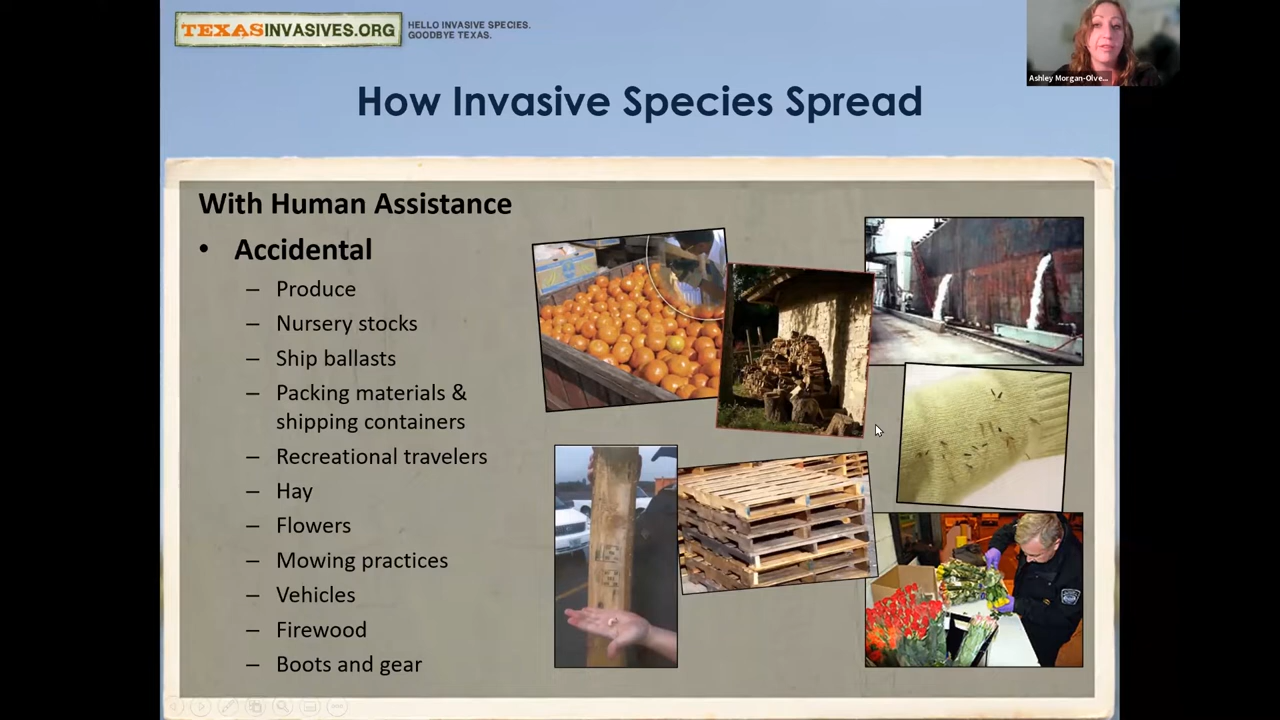 TEXASINVASIVES.ORG
HELLO INVASIVE SPECIES.
GOODBYE TEXAS.
Ashley Morgan-Olve...
How Invasive Species Spread
With Human Assistance
• Accidental
– Produce
– Nursery stocks
– Ship ballasts
– Packing materials &
shipping containers
– Recreational travelers
– Hay
– Flowers
– Mowing practices
– Vehicles
– Firewood
– Boots and gear